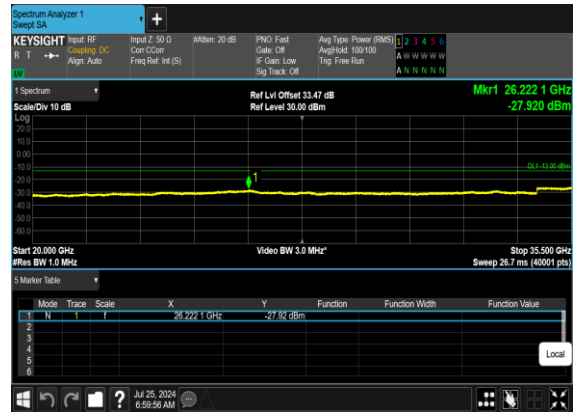 Spectrum Analyzer 1
Swept SA
+
KEYSIGHT Input: RF Input Z: 50 Ω #Atten: 20 dB PNO: Fast Avg Type: Power (RMS) 1 2 3 4 5 6
R T Coupling: DC Corr CCorr Gate: Off Avg|Hold: 100/100 A W W W W W
Align: Auto Freq Ref: Int (S) IF Gain: Low Trig: Free Run
LW Sig Track: Off A N N N N N
1 Spectrum Ref Lvl Offset 33.47 dB Mkr1 26.222 1 GHz
Scale/Div 10 dB Ref Level 30.00 dBm -27.920 dBm
Log
20.0
10.0
0.00
-10.0
DL1 -13.00 dBm
1
-20.0
-30.0
-40.0
-50.0
-60.0
Start 20.000 GHz Video BW 3.0 MHz* Stop 35.500 GHz
#Res BW 1.0 MHz Sweep 26.7 ms (40001 pts)
5 Marker Table
Mode Trace Scale X Y Function Function Width Function Value
1 N 1 f 26.222 1 GHz -27.92 dBm
2
3
4
5
6
Local
? Jul 25, 2024
6:59:56 AM